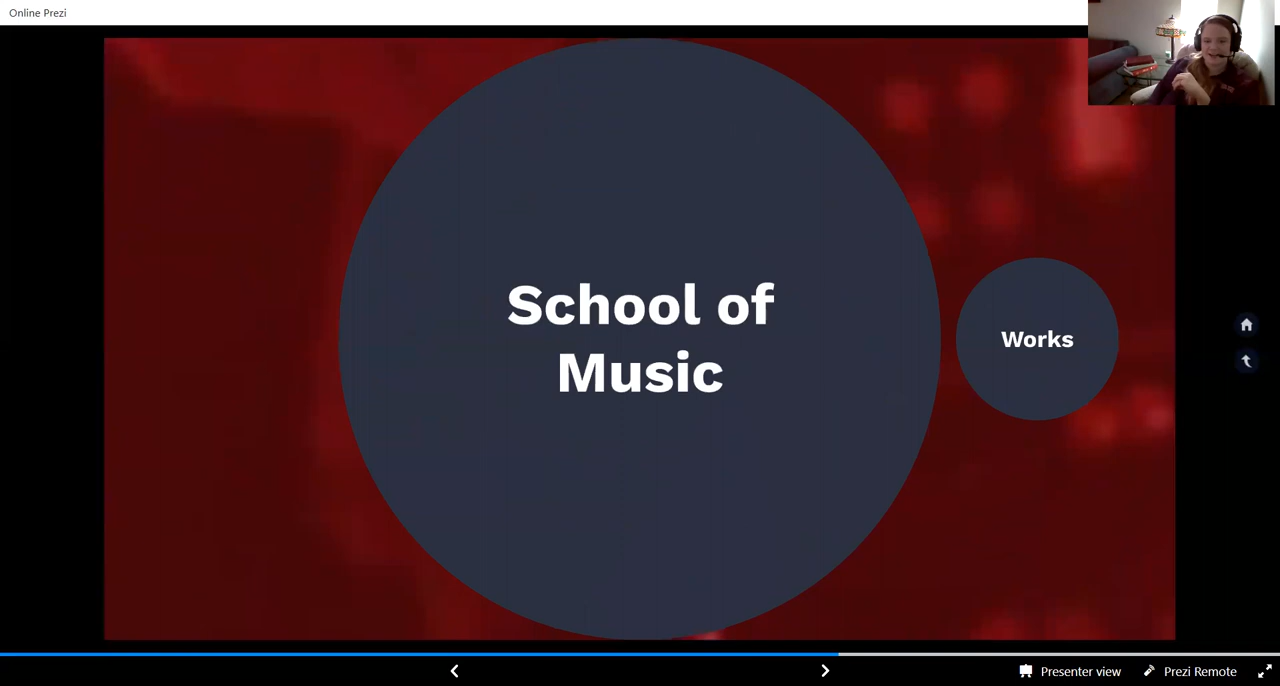 Online Prezi
School of
Music
Works
Presenter view
Prezi Remote